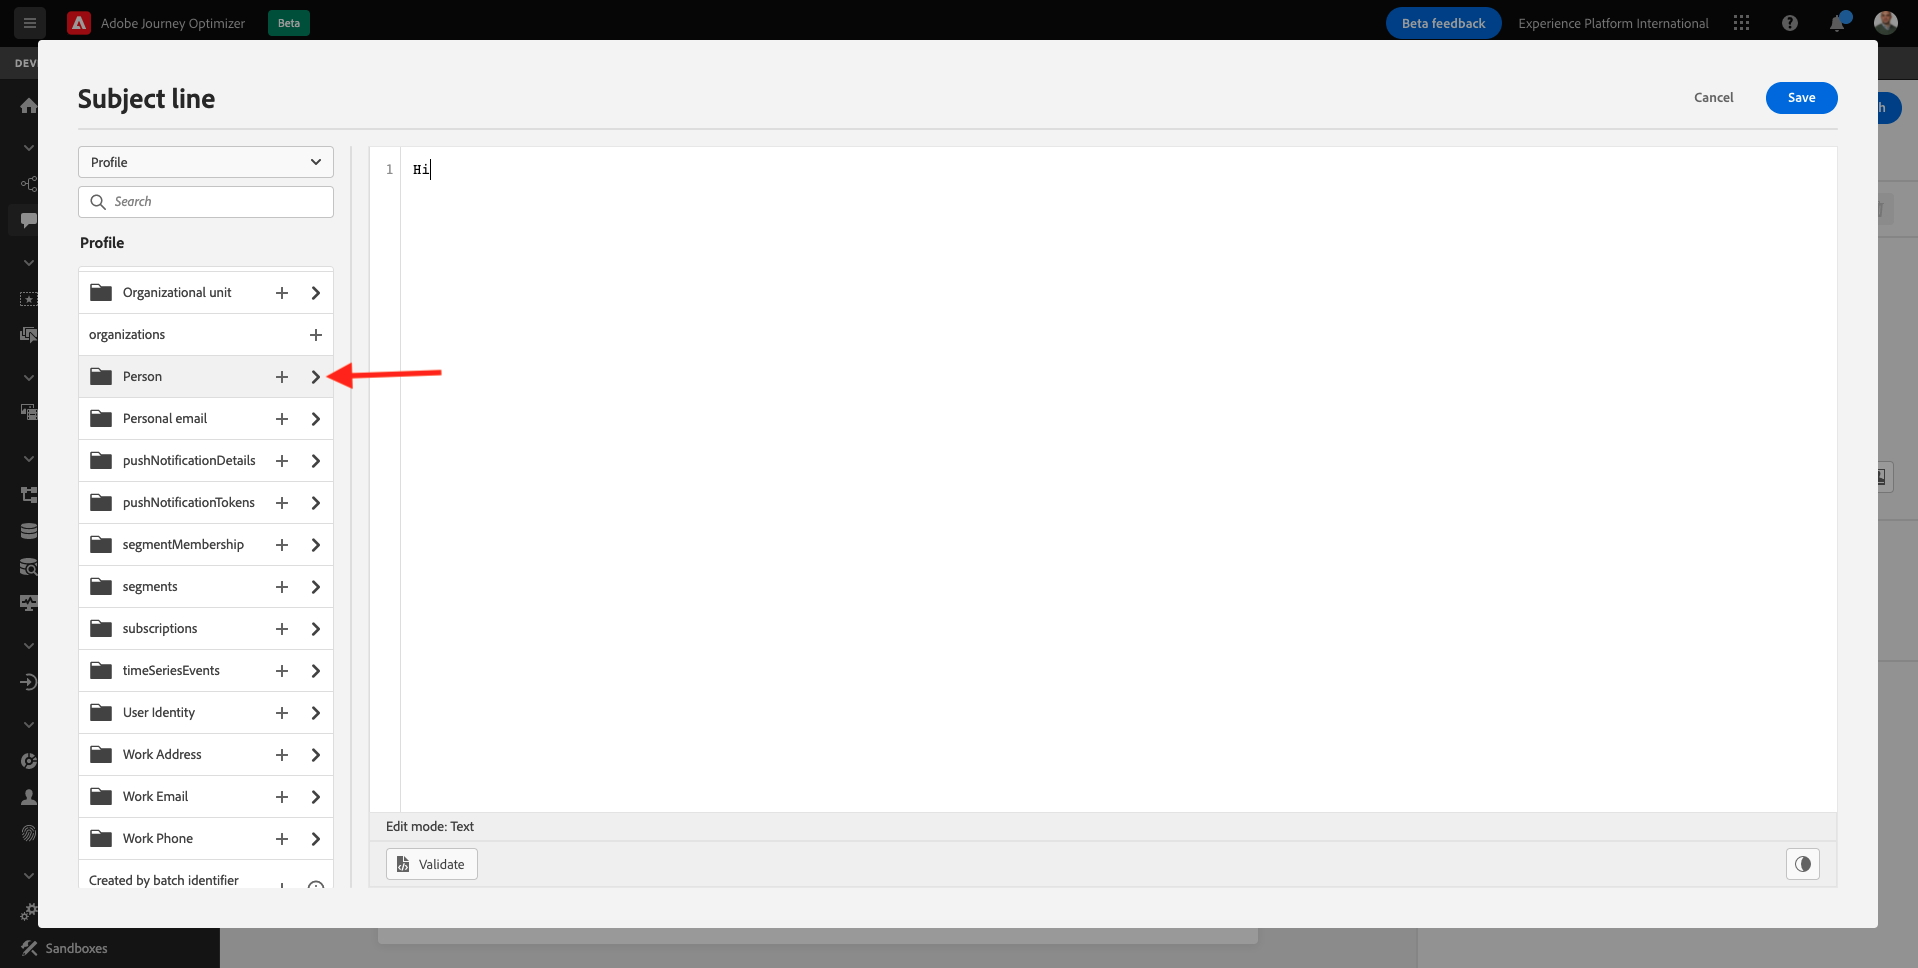 Adobe Journey Optimizer
Beta
Beta feedback
Experience Platform International
DEV
Subject line
Cancel
Save
h
Profile
Search
Profile
Organizational unit
organizations
Person
Personal email
pushNotificationDetails
pushNotificationTokens
segmentMembership
segments
subscriptions
timeSeriesEvents
User Identity
Work Address
Work Email
Work Phone
Created by batch identifier
1
Hi
Edit mode: Text
Validate
Sandboxes